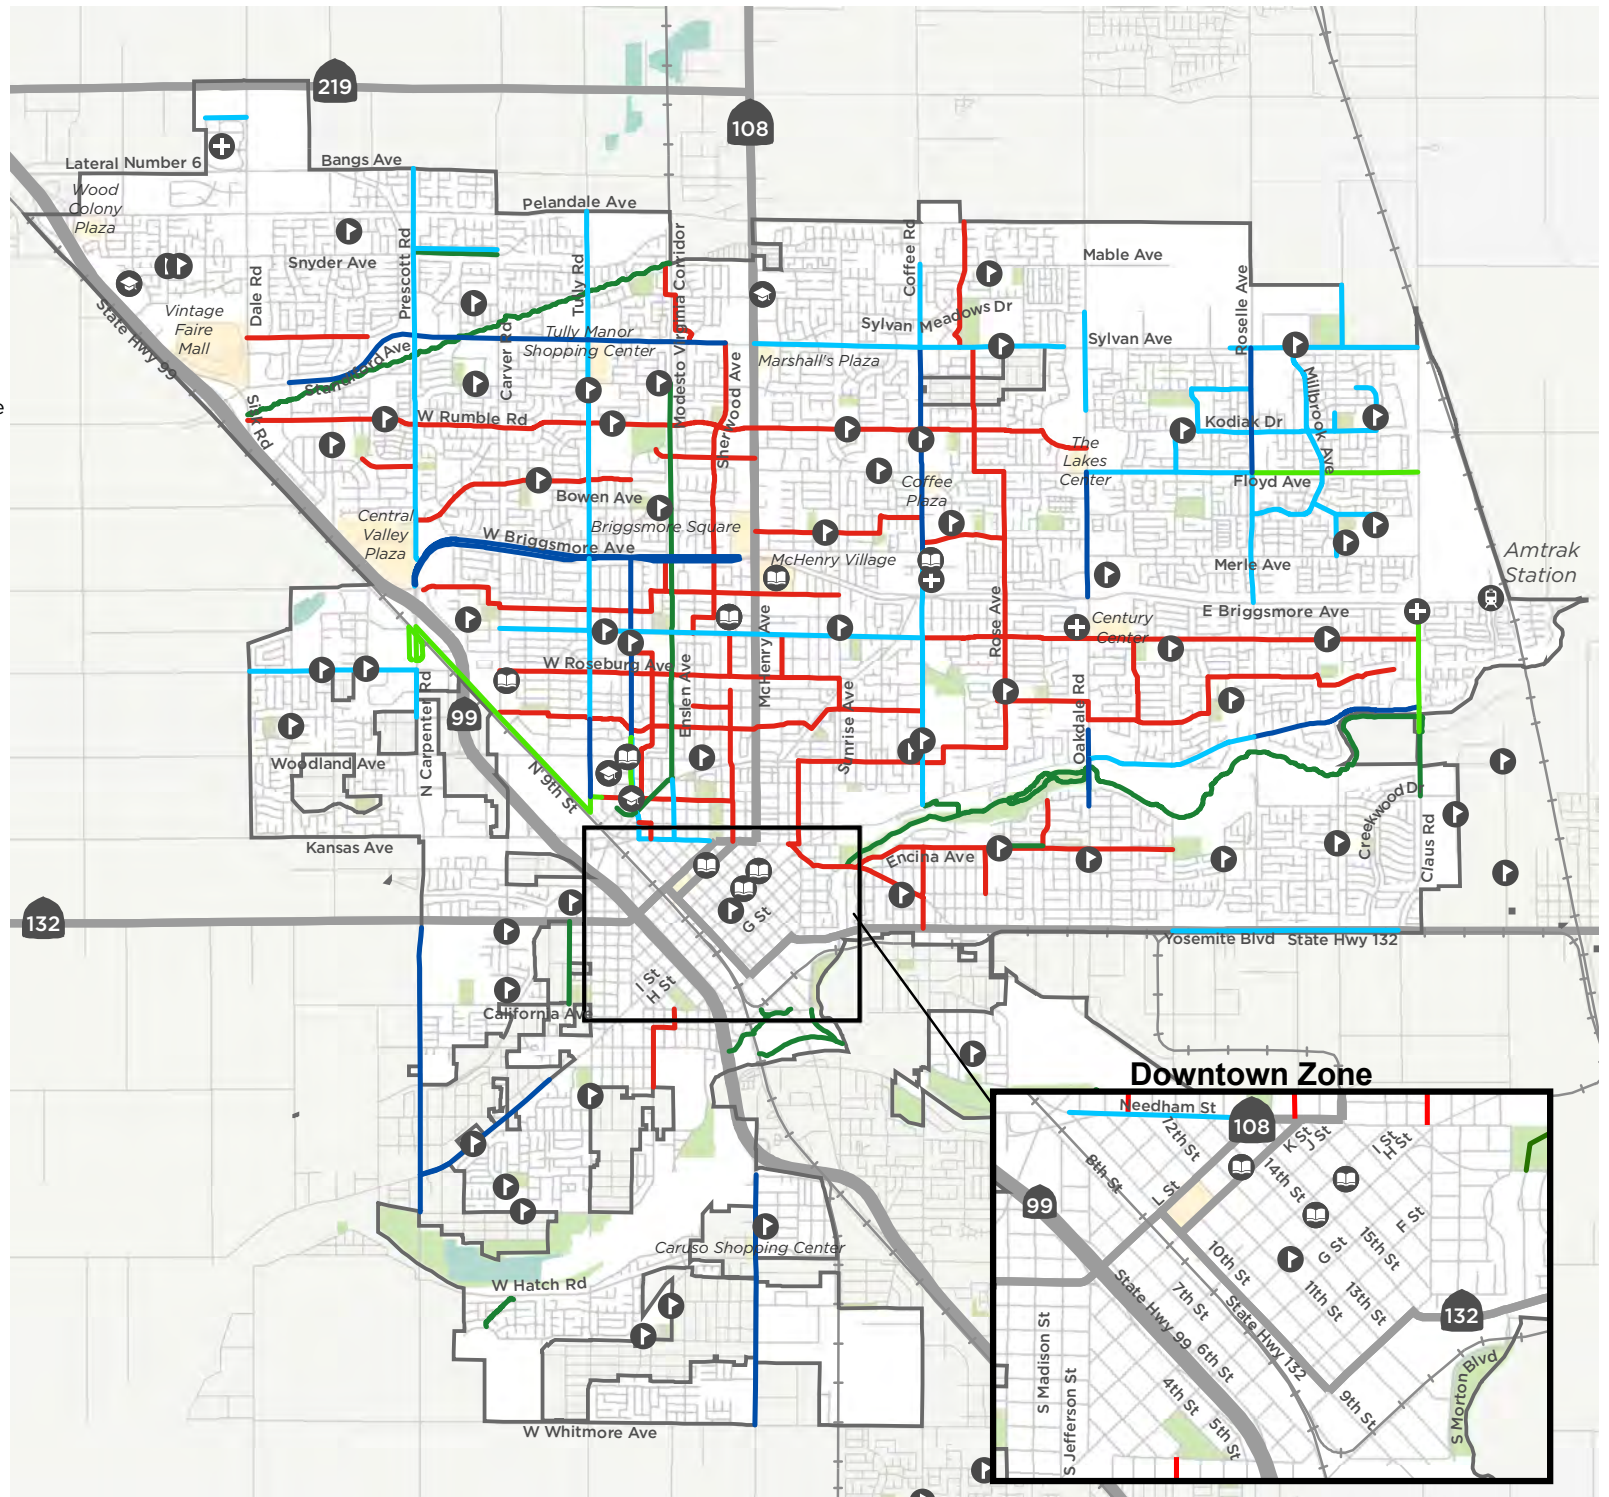 219
108
Lateral Number 6
Bangs Ave
Wood
Colony
Plaza
Pelandale Ave
Snyder Ave
Prescott Rd
Tully Rd
Modesto Virginia Corridor
Coffee Rd
Mable Ave
Roselle Ave
Dale Rd
Vintage
Faire
Mall
State Hwy 99
Carver Rd
Tully Manor
Shopping Center
Sylvan
Meadows Dr
Sylvan Ave
Marshall's Plaza
Standiford Ave
Sherwood Ave
Millbrook Ave
e
Sisk Rd
W Rumble Rd
Kodiak Dr
The
Lakes
Center
Coffee
Plaza
Floyd Ave
Bowen Ave
Central
Valley
Plaza
Briggsmore Square
W Briggsmore Ave
McHenry Village
Merle Ave
Amtrak
Station
E Briggsmore Ave
Century
Center
Rose Ave
McHenry Ave
W Roseburg Ave
Enslen Ave
Sunrise Ave
Oakdale Rd
N Carpenter Rd
99
Woodland Ave
N 9th St
Kansas Ave
Encina Ave
Creekwood Dr
Claus Rd
132
G St
Yosemite Blvd
State Hwy 132
I St
H St
California Ave
Downtown Zone
Needham St
108
12th St
K St
J St
I St
H St
8th St
14th St
L St
99
F St
G St
15th St
10th St
7th St
11th St
13th St
State Hwy 99
State Hwy 132
132
6th St
S Madison St
S Jefferson St
4th St
5th St
9th St
S Morton Blvd
Caruso Shopping Center
W Hatch Rd
W Whitmore Ave